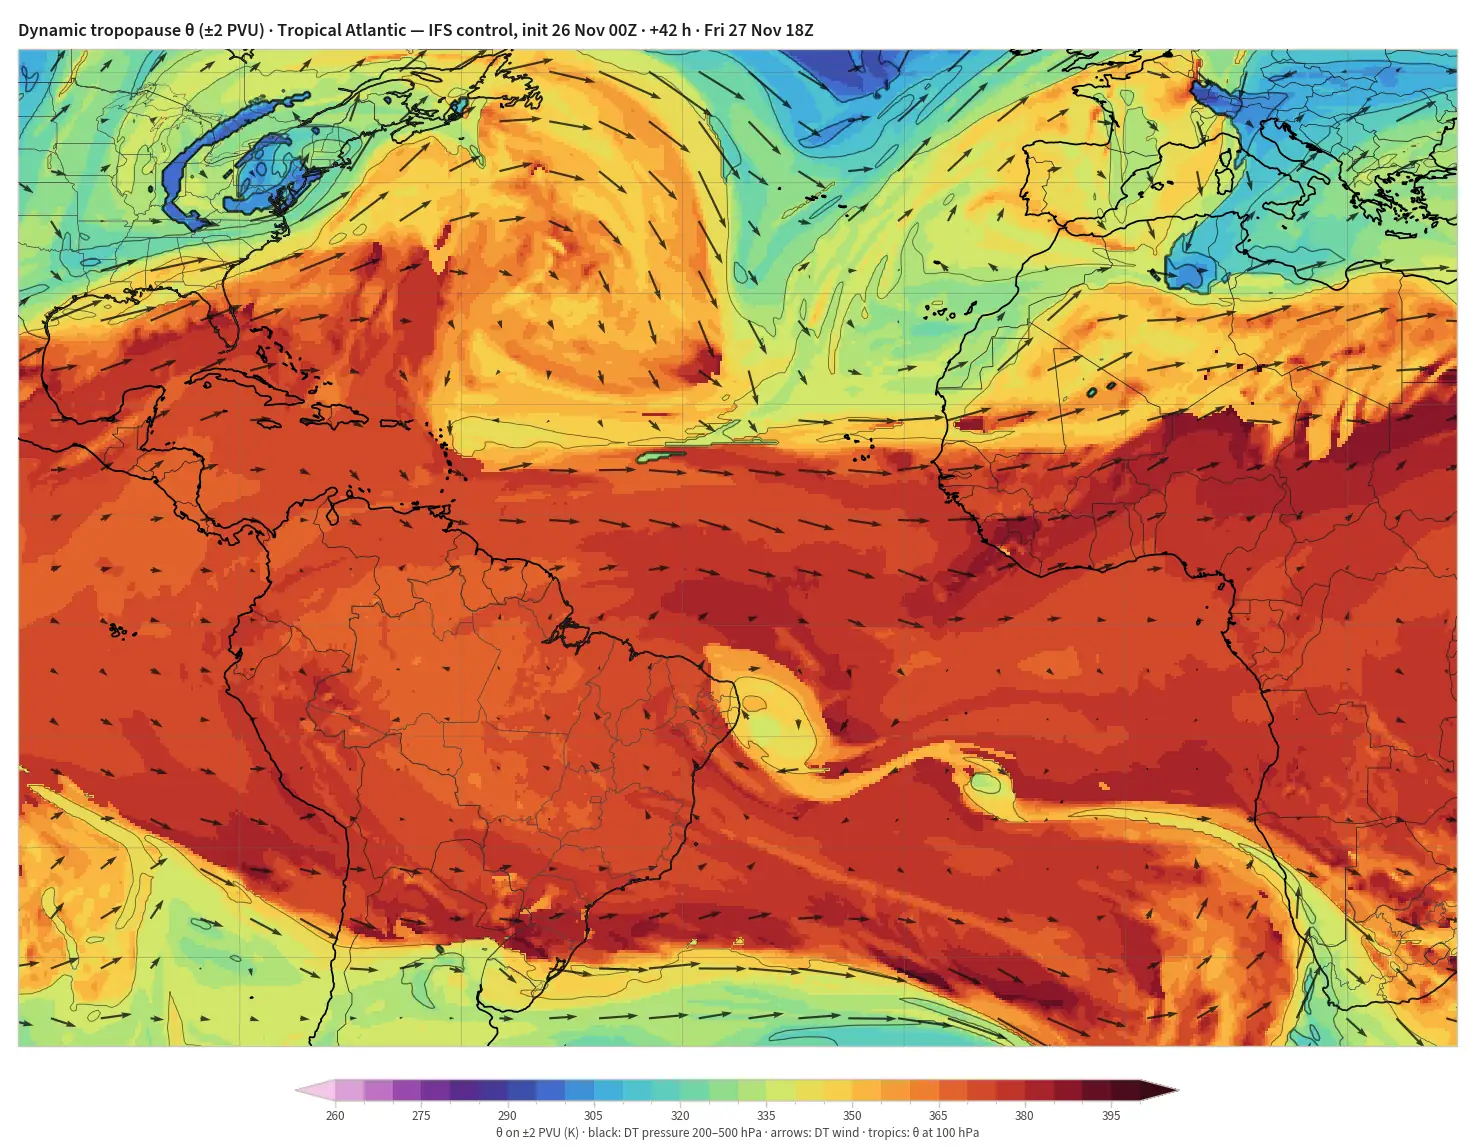 Dynamic tropopause θ (±2 PVU) · Tropical Atlantic — IFS control, init 26 Nov 00Z · +42 h · Fri 27 Nov 18Z
260 275 290 305 320 335 350 365 380 395
θ on ±2 PVU (K) · black: DT pressure 200–500 hPa · arrows: DT wind · tropics: θ at 100 hPa